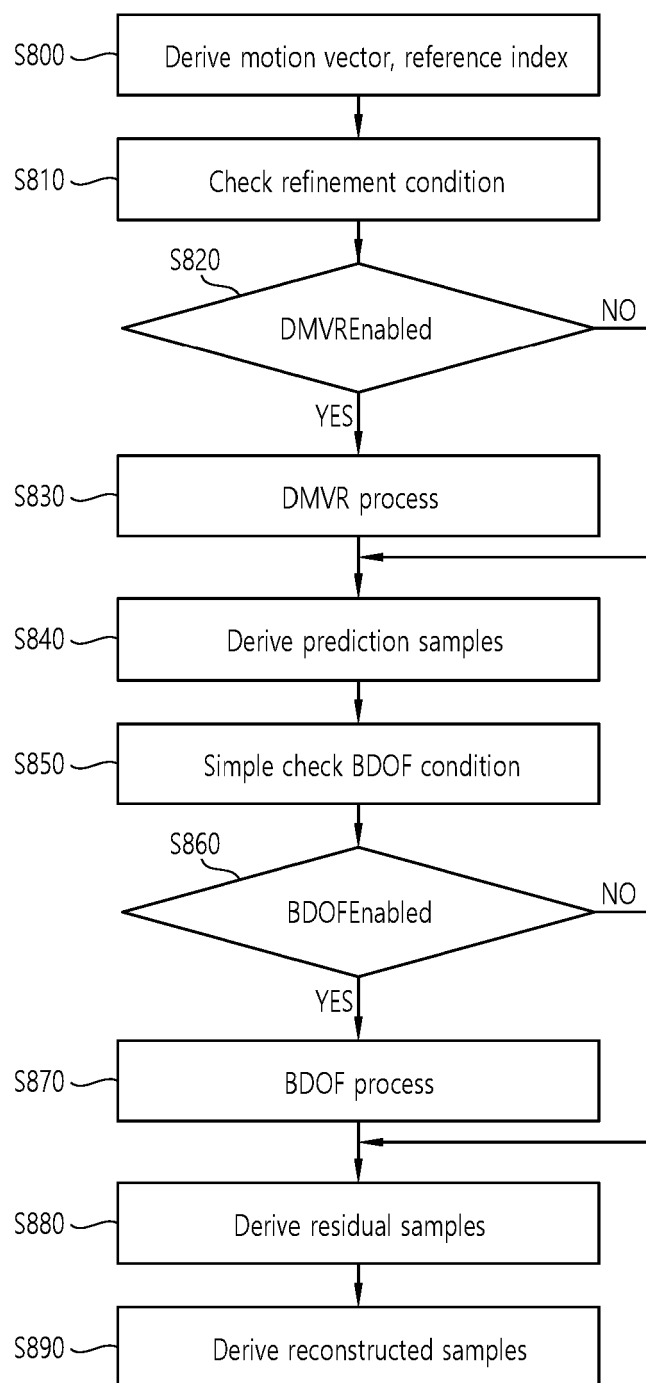 S800
Derive motion vector, reference index
S810
Check refinement condition
S820
DMVREnabled
NO
YES
S830
DMVR process
S840
Derive prediction samples
S850
Simple check BDOF condition
S860
BDOFEnabled
NO
YES
S870
BDOF process
S880
Derive residual samples
S890
Derive reconstructed samples